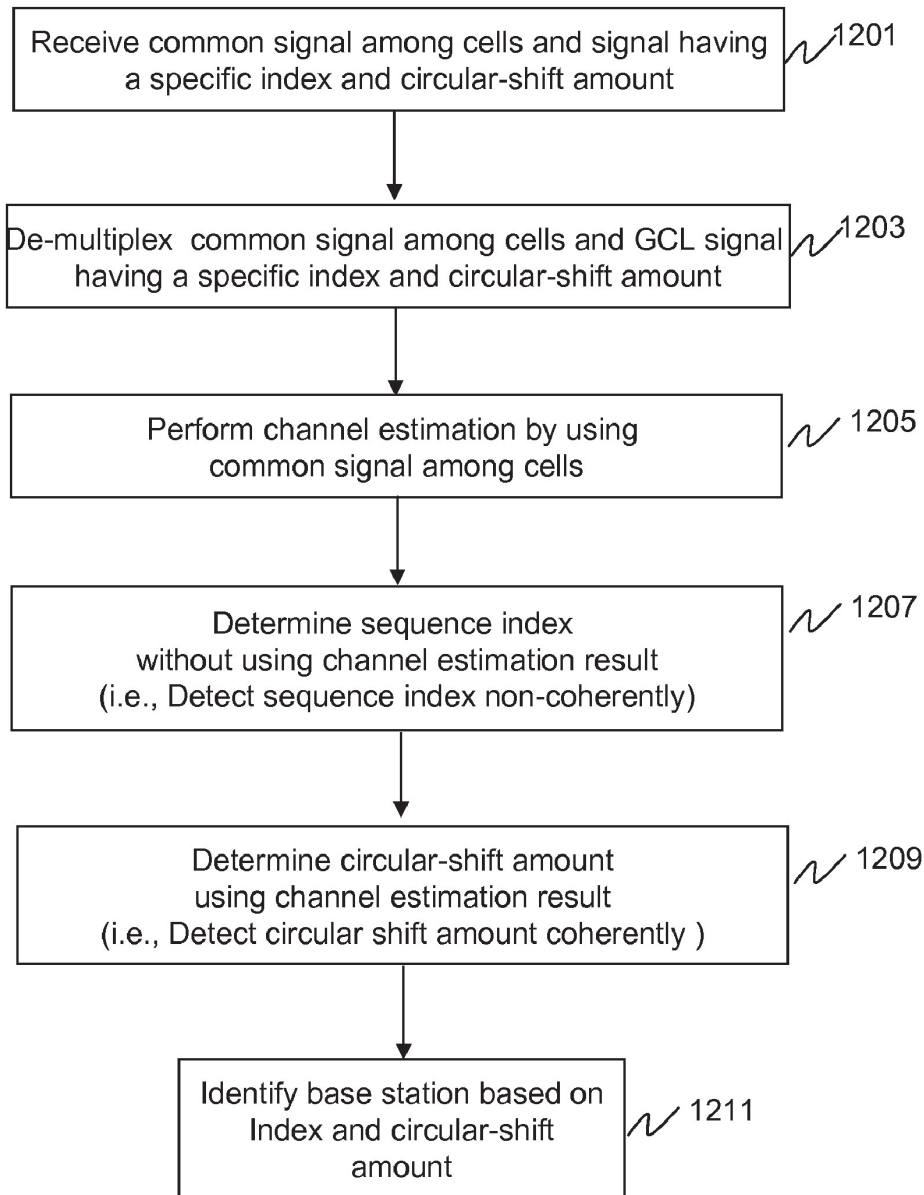 Receive common signal among cells and signal having
a specific index and circular-shift amount
1201
De-multiplex common signal among cells and GCL signal
having a specific index and circular-shift amount
1203
Perform channel estimation by using
common signal among cells
1205
Determine sequence index
without using channel estimation result
(i.e., Detect sequence index non-coherently)
1207
Determine circular-shift amount
using channel estimation result
(i.e., Detect circular shift amount coherently )
1209
Identify base station based on
Index and circular-shift
amount
1211